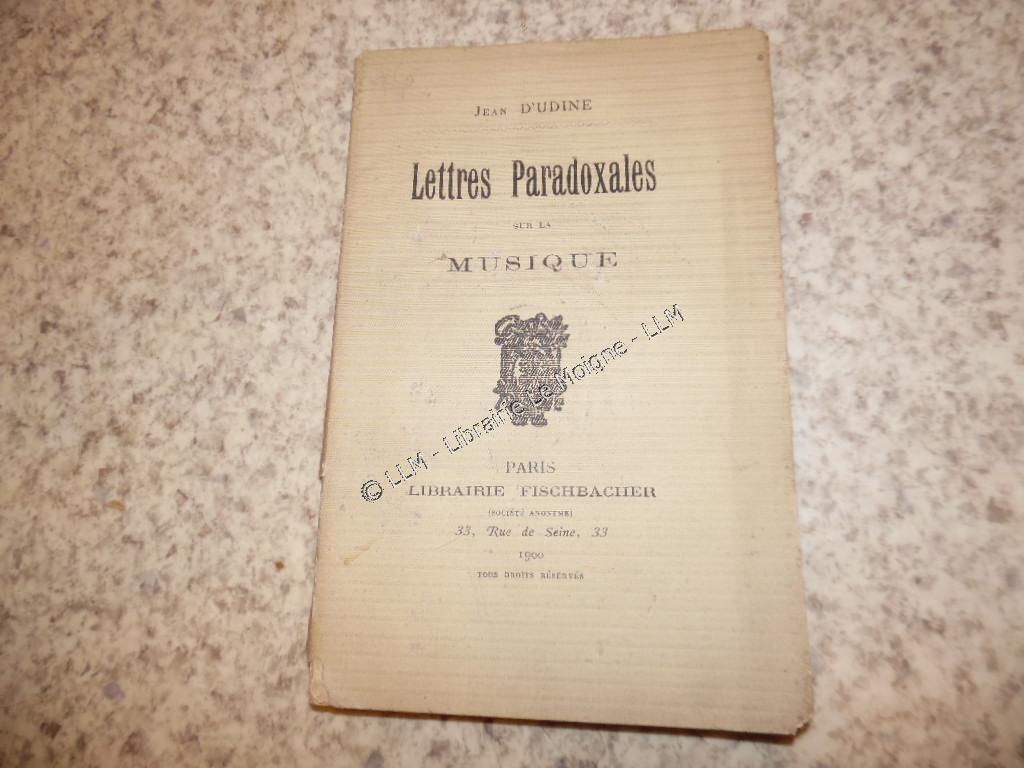 Jean D'UDINE
Lettres Paradoxales
SUR LA
MUSIQUE
© LLM - Librairie Le Moigne - LLM
PARIS
LIBRAIRIE FISCHBACHER
(SOCIÉTÉ ANONYME)
33, Rue de Seine, 33
1900
TOUS DROITS RÉSERVÉS